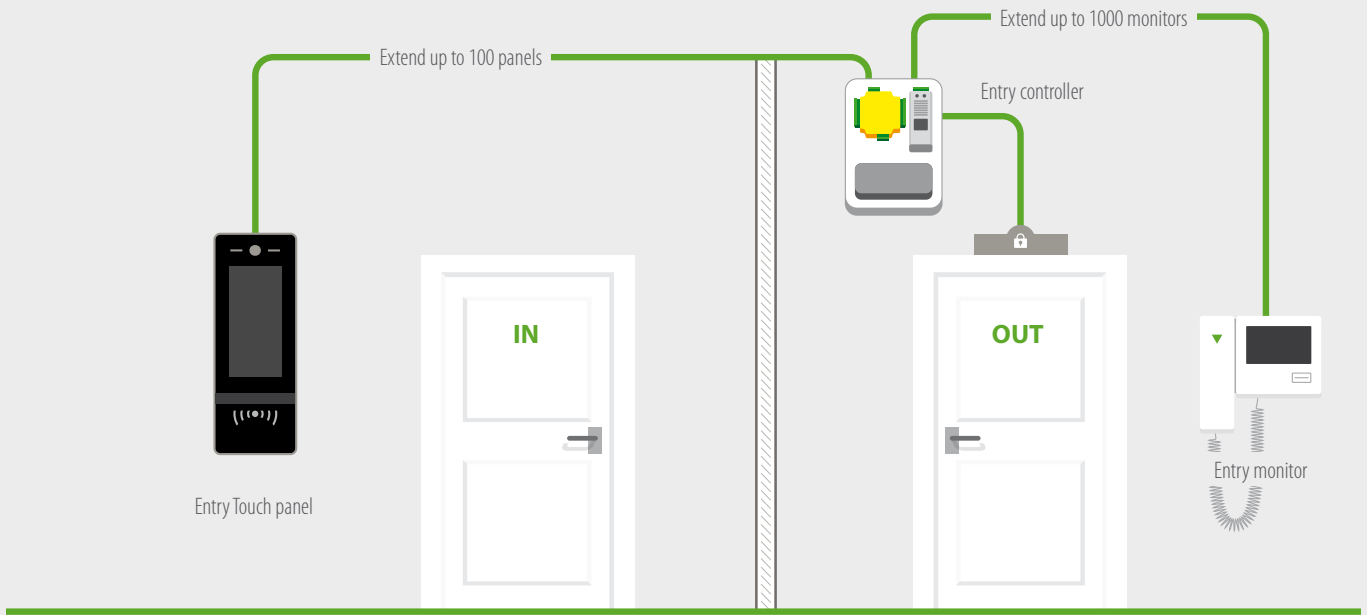 Extend up to 1000 monitors
Extend up to 100 panels
Entry controller
IN
OUT
Entry monitor
Entry Touch panel